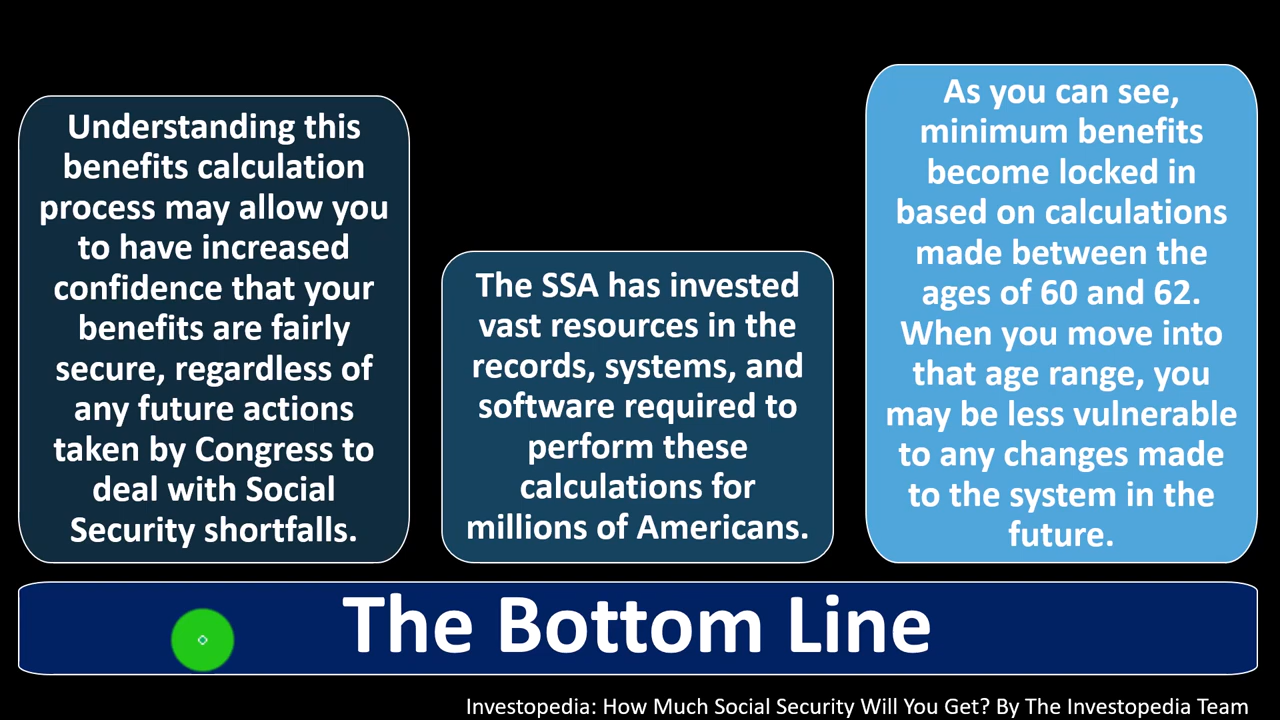 Understanding this
benefits calculation
process may allow you
to have increased
confidence that your
benefits are fairly
secure, regardless of
any future actions
taken by Congress to
deal with Social
Security shortfalls.
The SSA has invested
vast resources in the
records, systems, and
software required to
perform these
calculations for
millions of Americans.
As you can see,
minimum benefits
become locked in
based on calculations
made between the
ages of 60 and 62.
When you move into
that age range, you
may be less vulnerable
to any changes made
to the system in the
future.
The Bottom Line
Investopedia: How Much Social Security Will You Get? By The Investopedia Team